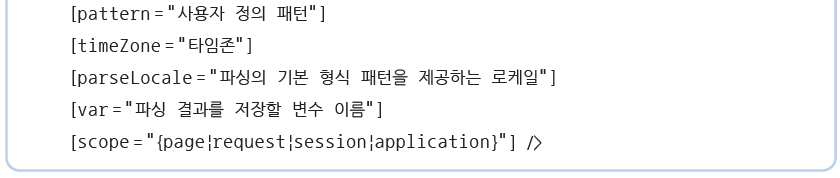 [pattern="사용자 정의 패턴"]
[timeZone="타임존"]
[parseLocale="파싱의 기본 형식 패턴을 제공하는 로케일"]
[var="파싱 결과를 저장할 변수 이름"]
[scope="{page¦request¦session¦application}"] />